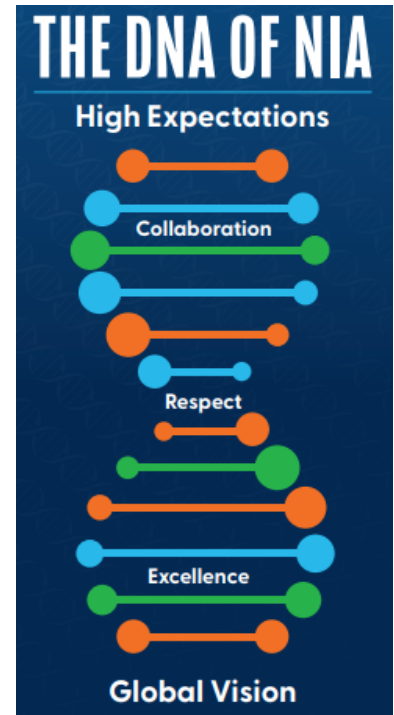 THE DNA OF NIA
High Expectations
Collaboration
Respect
Excellence
Global Vision